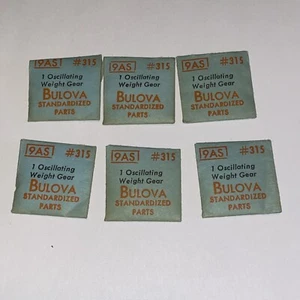 9AS #315
1 Oscillating
Weight Gear
BULOVA
STANDARDIZED
PARTS
9AS #315
1 Oscillating
Weight Gear
BULOVA
STANDARDIZED
PARTS
9AS #315
1 Oscillating
Weight Gear
BULOVA
STANDARDIZED
PARTS
9AS #315
1 Oscillating
Weight Gear
BULOVA
STANDARDIZED
PARTS
9AS #315
1 Oscillating
Weight Gear
BULOVA
STANDARDIZED
PARTS
9AS #315
1 Oscillating
Weight Gear
BULOVA
STANDARDIZED
PARTS